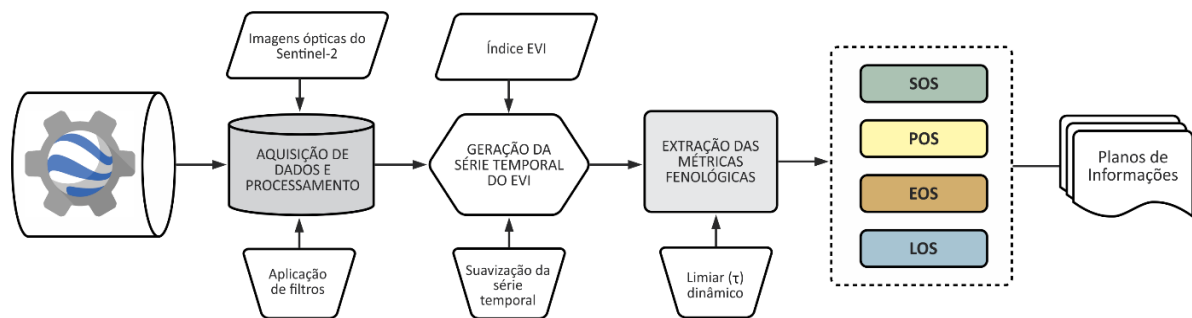 Imagens ópticas do
Sentinel-2
Índice EVI
AQUISIÇÃO DE
DADOS E
PROCESSAMENTO
GERAÇÃO DA
SÉRIE TEMPORAL
DO EVI
EXTRAÇÃO DAS
MÉTRICAS
FENOLÓGICAS
SOS
POS
EOS
LOS
Planos de
Informações
Aplicação
de filtros
Suavização da
série
temporal
Limiar (τ)
dinâmico